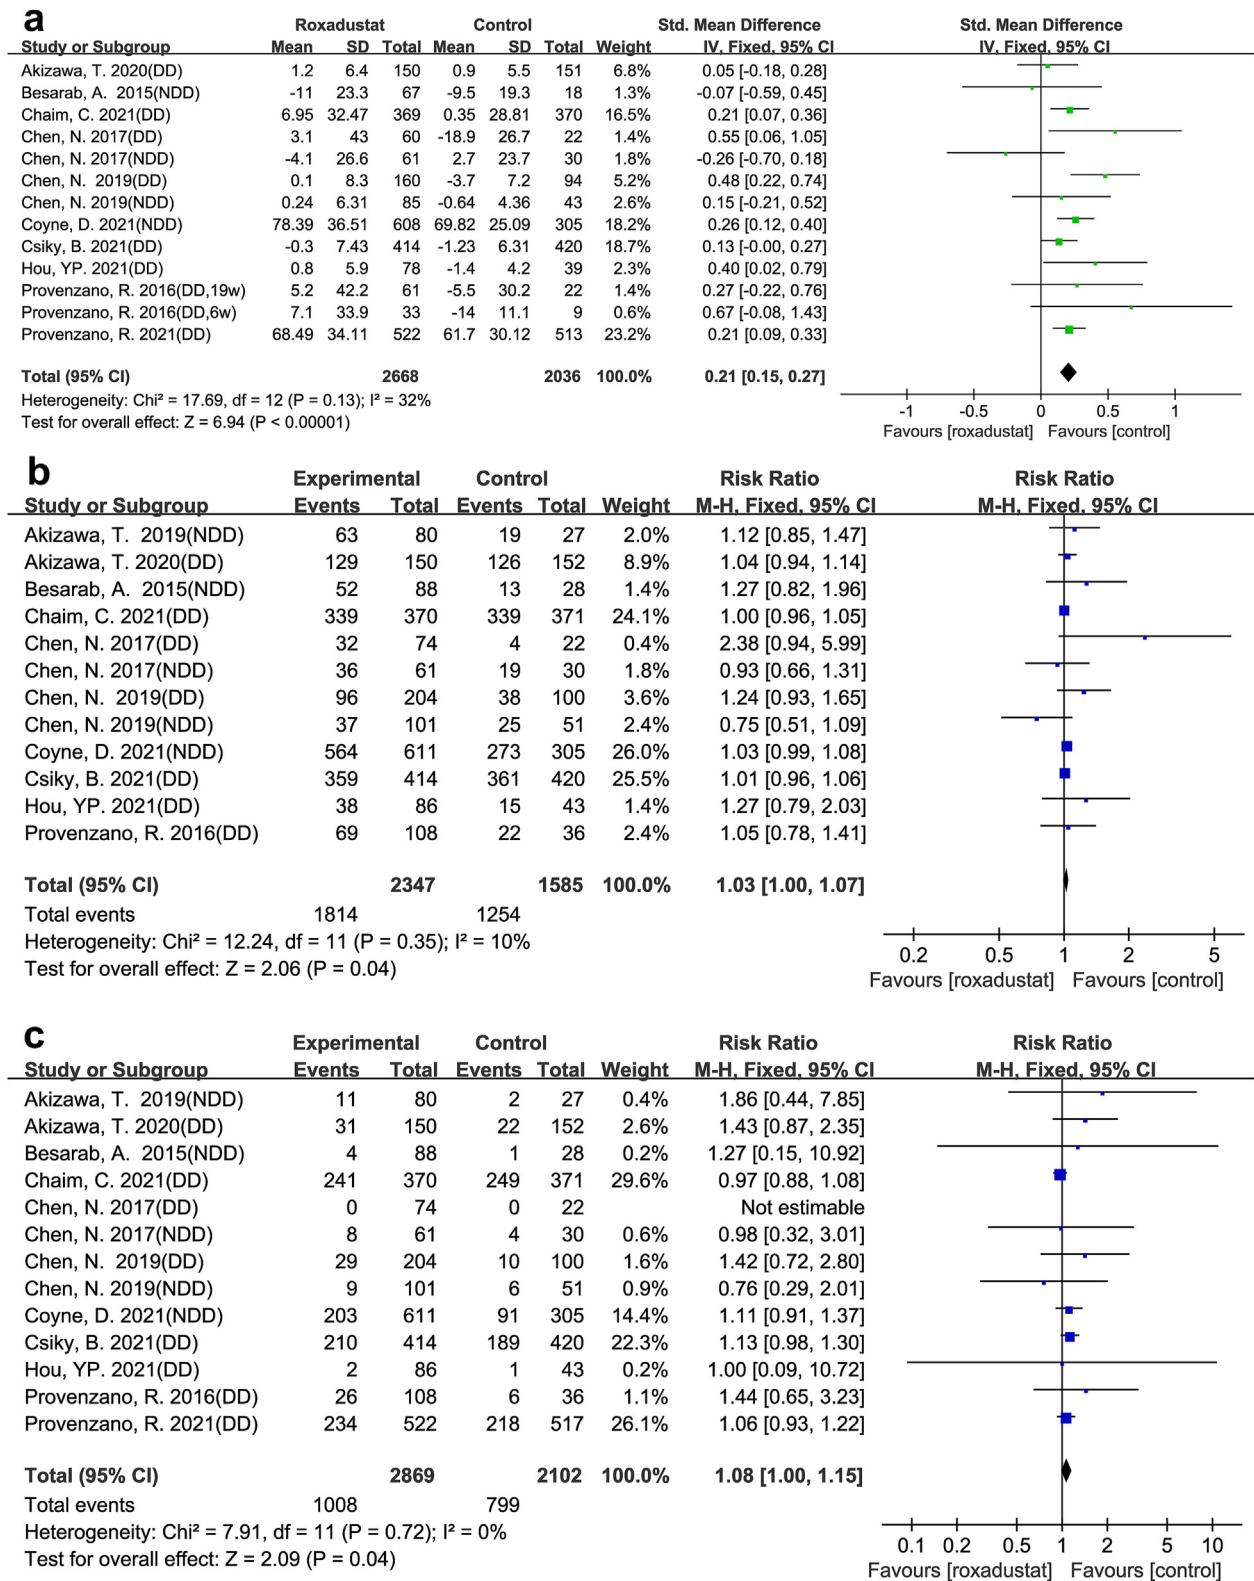 a
Roxadustat Control Std. Mean Difference Std. Mean Difference
Study or Subgroup Mean SD Total Mean SD Total Weight IV, Fixed, 95% CI IV, Fixed, 95% CI
Akizawa, T. 2020(DD) 1.2 6.4 150 0.9 5.5 151 6.8% 0.05 [-0.18, 0.28]
Besarab, A. 2015(NDD) -11 23.3 67 -9.5 19.3 18 1.3% -0.07 [-0.59, 0.45]
Chaim, C. 2021(DD) 6.95 32.47 369 0.35 28.81 370 16.5% 0.21 [0.07, 0.36]
Chen, N. 2017(DD) 3.1 43 60 -18.9 26.7 22 1.4% 0.55 [0.06, 1.05]
Chen, N. 2017(NDD) -4.1 26.6 61 2.7 23.7 30 1.8% -0.26 [-0.70, 0.18]
Chen, N. 2019(DD) 0.1 8.3 160 -3.7 7.2 94 5.2% 0.48 [0.22, 0.74]
Chen, N. 2019(NDD) 0.24 6.31 85 -0.64 4.36 43 2.6% 0.15 [-0.21, 0.52]
Coyne, D. 2021(NDD) 78.39 36.51 608 69.82 25.09 305 18.2% 0.26 [0.12, 0.40]
Csiky, B. 2021(DD) -0.3 7.43 414 -1.23 6.31 420 18.7% 0.13 [-0.00, 0.27]
Hou, YP. 2021(DD) 0.8 5.9 78 -1.4 4.2 39 2.3% 0.40 [0.02, 0.79]
Provenzano, R. 2016(DD,19w) 5.2 42.2 61 -5.5 30.2 22 1.4% 0.27 [-0.22, 0.76]
Provenzano, R. 2016(DD,6w) 7.1 33.9 33 -14 11.1 9 0.6% 0.67 [-0.08, 1.43]
Provenzano, R. 2021(DD) 68.49 34.11 522 61.7 30.12 513 23.2% 0.21 [0.09, 0.33]
Total (95% CI) 2668 2036 100.0% 0.21 [0.15, 0.27]
Heterogeneity: Chi² = 17.69, df = 12 (P = 0.13); I² = 32%
Test for overall effect: Z = 6.94 (P < 0.00001)
-1 -0.5 0 0.5 1
Favours [roxadustat] Favours [control]
b
Experimental Control Risk Ratio Risk Ratio
Study or Subgroup Events Total Events Total Weight M-H, Fixed, 95% CI M-H, Fixed, 95% CI
Akizawa, T. 2019(NDD) 63 80 19 27 2.0% 1.12 [0.85, 1.47]
Akizawa, T. 2020(DD) 129 150 126 152 8.9% 1.04 [0.94, 1.14]
Besarab, A. 2015(NDD) 52 88 13 28 1.4% 1.27 [0.82, 1.96]
Chaim, C. 2021(DD) 339 370 339 371 24.1% 1.00 [0.96, 1.05]
Chen, N. 2017(DD) 32 74 4 22 0.4% 2.38 [0.94, 5.99]
Chen, N. 2017(NDD) 36 61 19 30 1.8% 0.93 [0.66, 1.31]
Chen, N. 2019(DD) 96 204 38 100 3.6% 1.24 [0.93, 1.65]
Chen, N. 2019(NDD) 37 101 25 51 2.4% 0.75 [0.51, 1.09]
Coyne, D. 2021(NDD) 564 611 273 305 26.0% 1.03 [0.99, 1.08]
Csiky, B. 2021(DD) 359 414 361 420 25.5% 1.01 [0.96, 1.06]
Hou, YP. 2021(DD) 38 86 15 43 1.4% 1.27 [0.79, 2.03]
Provenzano, R. 2016(DD) 69 108 22 36 2.4% 1.05 [0.78, 1.41]
Total (95% CI) 2347 1585 100.0% 1.03 [1.00, 1.07]
Total events 1814 1254
Heterogeneity: Chi² = 12.24, df = 11 (P = 0.35); I² = 10%
Test for overall effect: Z = 2.06 (P = 0.04)
0.2 0.5 1 2 5
Favours [roxadustat] Favours [control]
c
Experimental Control Risk Ratio Risk Ratio
Study or Subgroup Events Total Events Total Weight M-H, Fixed, 95% CI M-H, Fixed, 95% CI
Akizawa, T. 2019(NDD) 11 80 2 27 0.4% 1.86 [0.44, 7.85]
Akizawa, T. 2020(DD) 31 150 22 152 2.6% 1.43 [0.87, 2.35]
Besarab, A. 2015(NDD) 4 88 1 28 0.2% 1.27 [0.15, 10.92]
Chaim, C. 2021(DD) 241 370 249 371 29.6% 0.97 [0.88, 1.08]
Chen, N. 2017(DD) 0 74 0 22 Not estimable
Chen, N. 2017(NDD) 8 61 4 30 0.6% 0.98 [0.32, 3.01]
Chen, N. 2019(DD) 29 204 10 100 1.6% 1.42 [0.72, 2.80]
Chen, N. 2019(NDD) 9 101 6 51 0.9% 0.76 [0.29, 2.01]
Coyne, D. 2021(NDD) 203 611 91 305 14.4% 1.11 [0.91, 1.37]
Csiky, B. 2021(DD) 210 414 189 420 22.3% 1.13 [0.98, 1.30]
Hou, YP. 2021(DD) 2 86 1 43 0.2% 1.00 [0.09, 10.72]
Provenzano, R. 2016(DD) 26 108 6 36 1.1% 1.44 [0.65, 3.23]
Provenzano, R. 2021(DD) 234 522 218 517 26.1% 1.06 [0.93, 1.22]
Total (95% CI) 2869 2102 100.0% 1.08 [1.00, 1.15]
Total events 1008 799
Heterogeneity: Chi² = 7.91, df = 11 (P = 0.72); I² = 0%
Test for overall effect: Z = 2.09 (P = 0.04)
0.1 0.2 0.5 1 2 5 10
Favours [roxadustat] Favours [control]